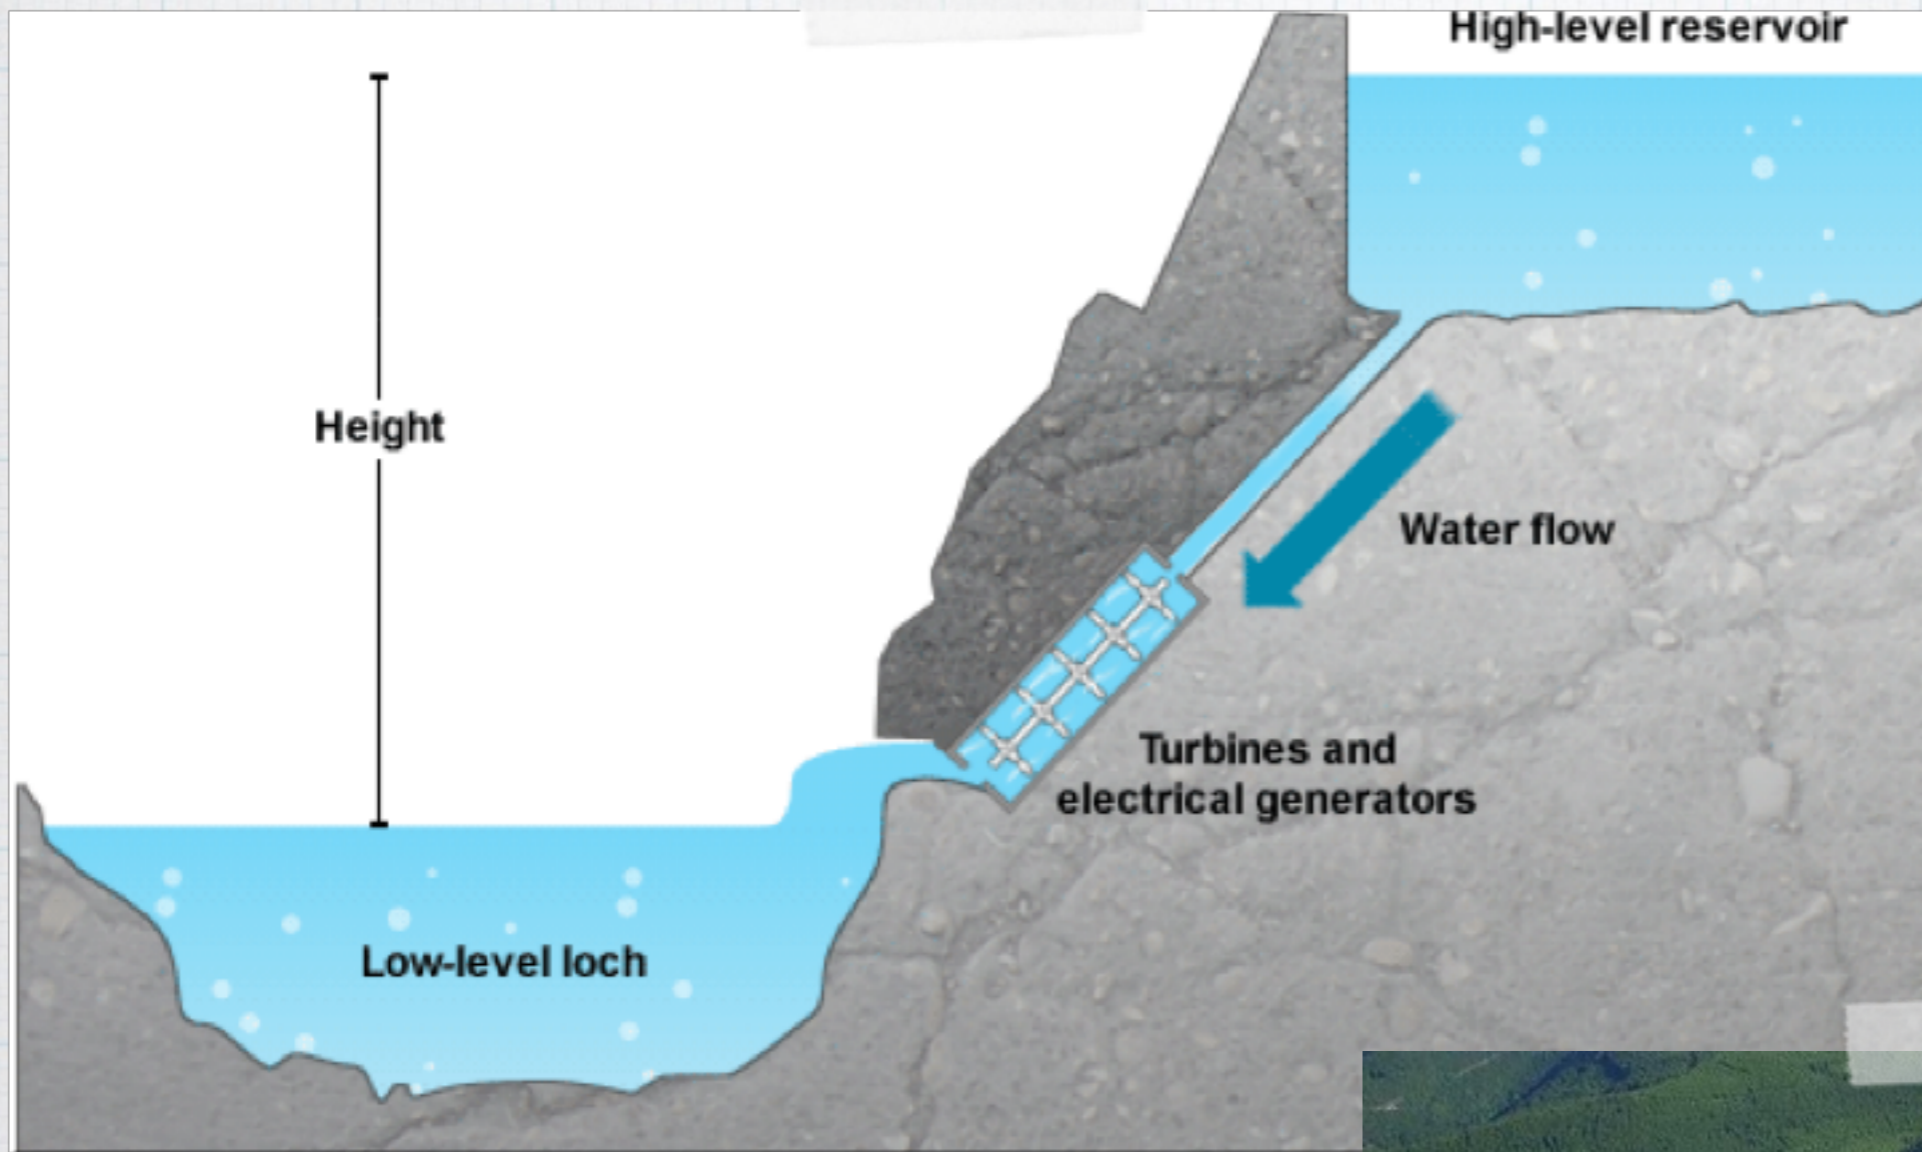 High-level reservoir
Height
Water flow
Turbines and
electrical generators
Low-level loch